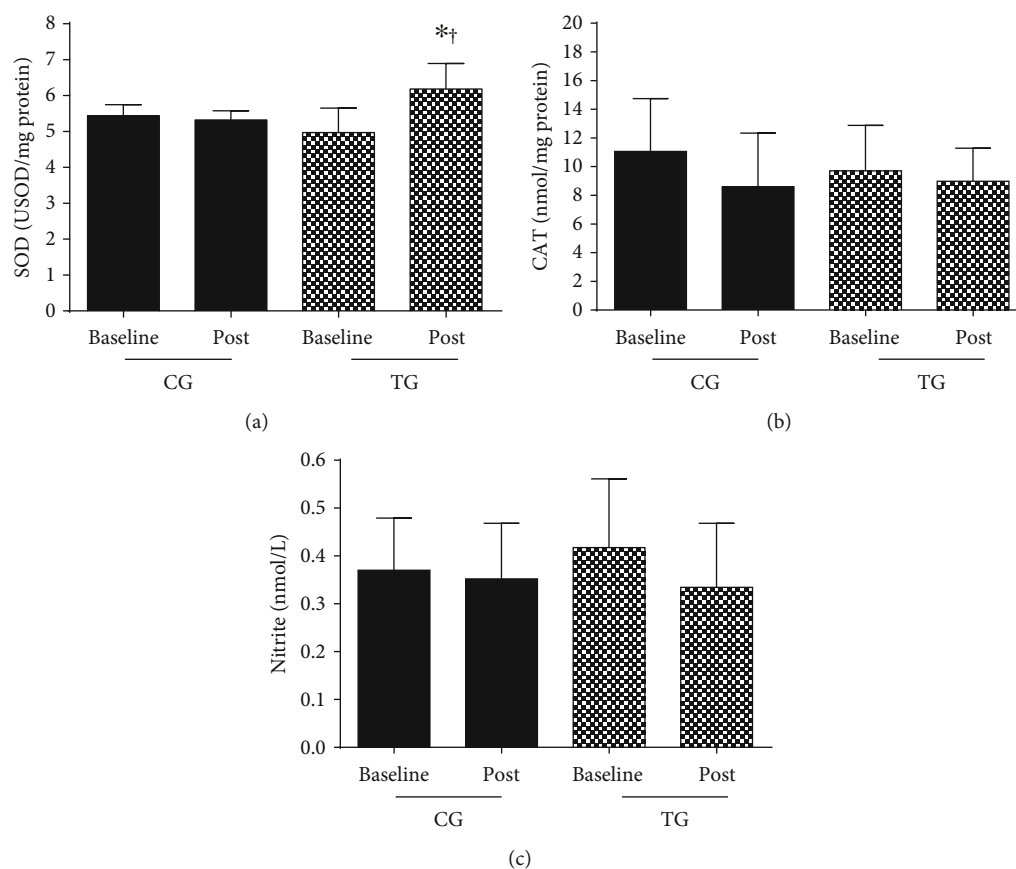 SOD (USOD/mg protein)
8
7
6
5
4
3
2
1
0
*†
Baseline Post Baseline Post
CG TG
(a)
CAT (nmol/mg protein)
20
18
16
14
12
10
8
6
4
2
0
Baseline Post Baseline Post
CG TG
(b)
Nitrite (nmol/L)
0.6
0.5
0.4
0.3
0.2
0.1
0.0
Baseline Post Baseline Post
CG TG
(c)